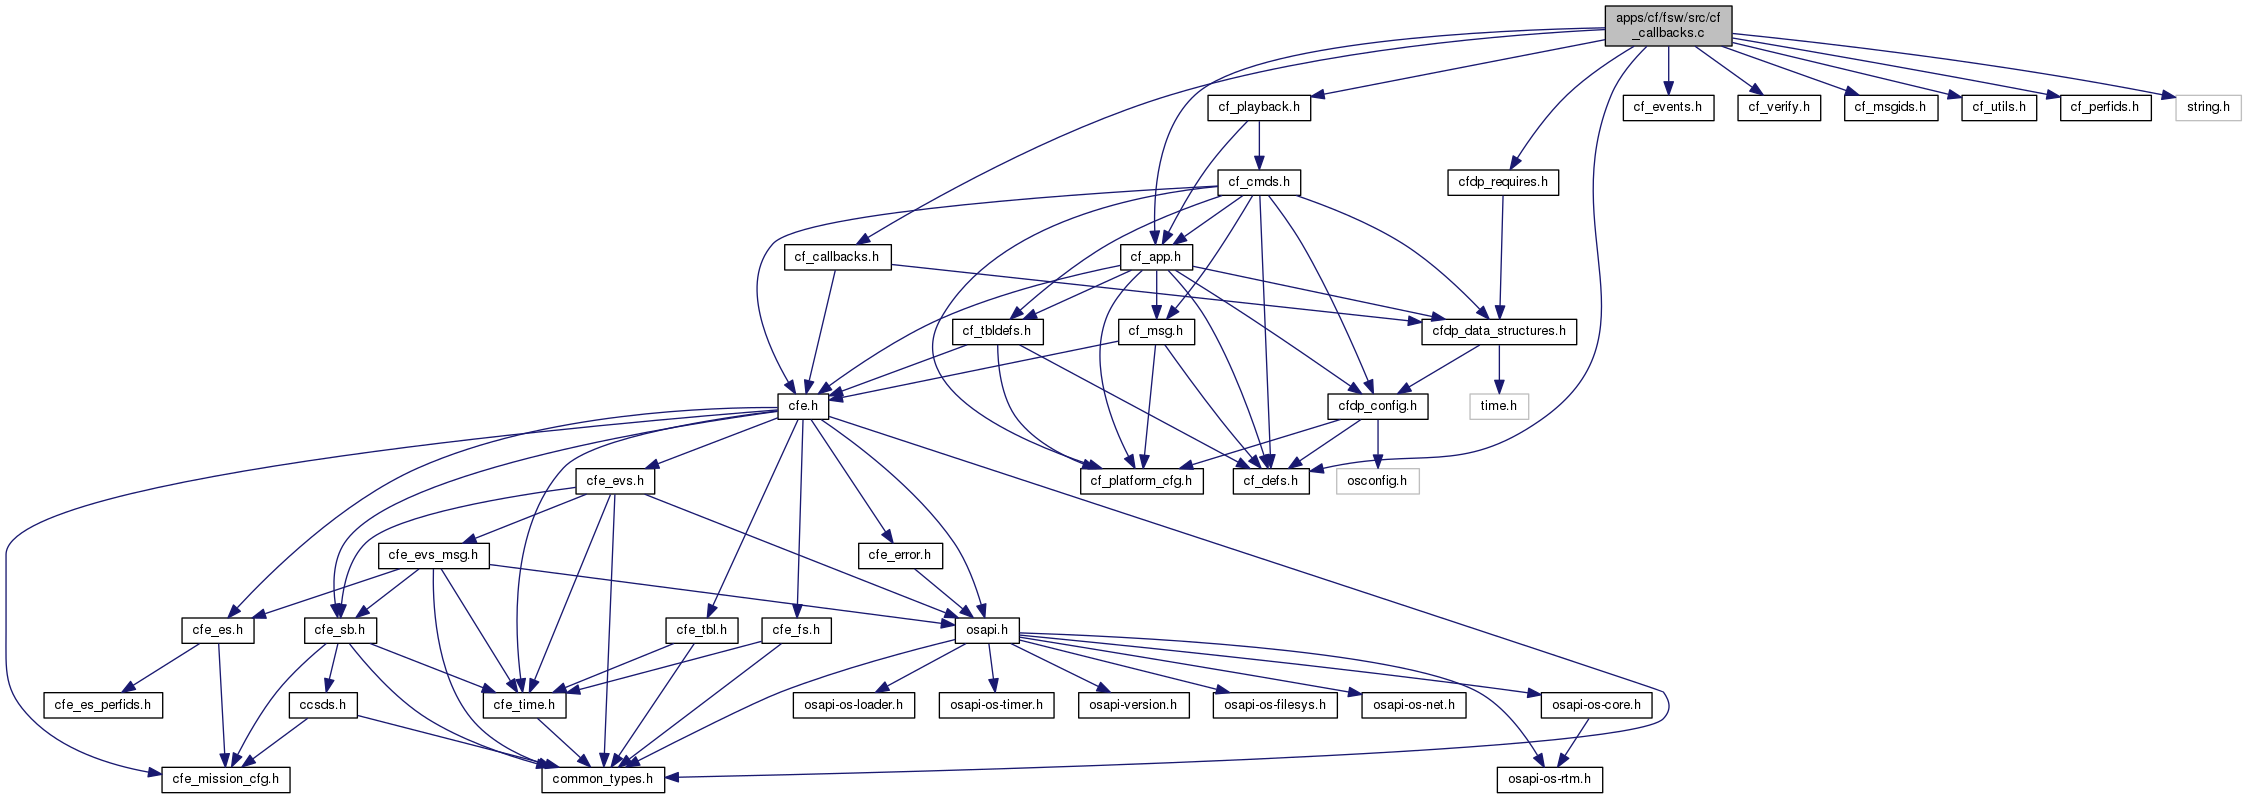 apps/cf/fsw/src/cf
_callbacks.c
cf_playback.h
cf_events.h
cf_verify.h
cf_msgids.h
cf_utils.h
cf_perfids.h
string.h
cf_cmds.h
cfdp_requires.h
cf_callbacks.h
cf_app.h
cf_tbldefs.h
cf_msg.h
cfdp_data_structures.h
cfe.h
cfdp_config.h
time.h
cfe_evs.h
cf_platform_cfg.h
cf_defs.h
osconfig.h
cfe_evs_msg.h
cfe_error.h
cfe_es.h
cfe_sb.h
cfe_tbl.h
cfe_fs.h
osapi.h
cfe_es_perfids.h
ccsds.h
cfe_time.h
osapi-os-loader.h
osapi-os-timer.h
osapi-version.h
osapi-os-filesys.h
osapi-os-net.h
osapi-os-core.h
cfe_mission_cfg.h
common_types.h
osapi-os-rtm.h